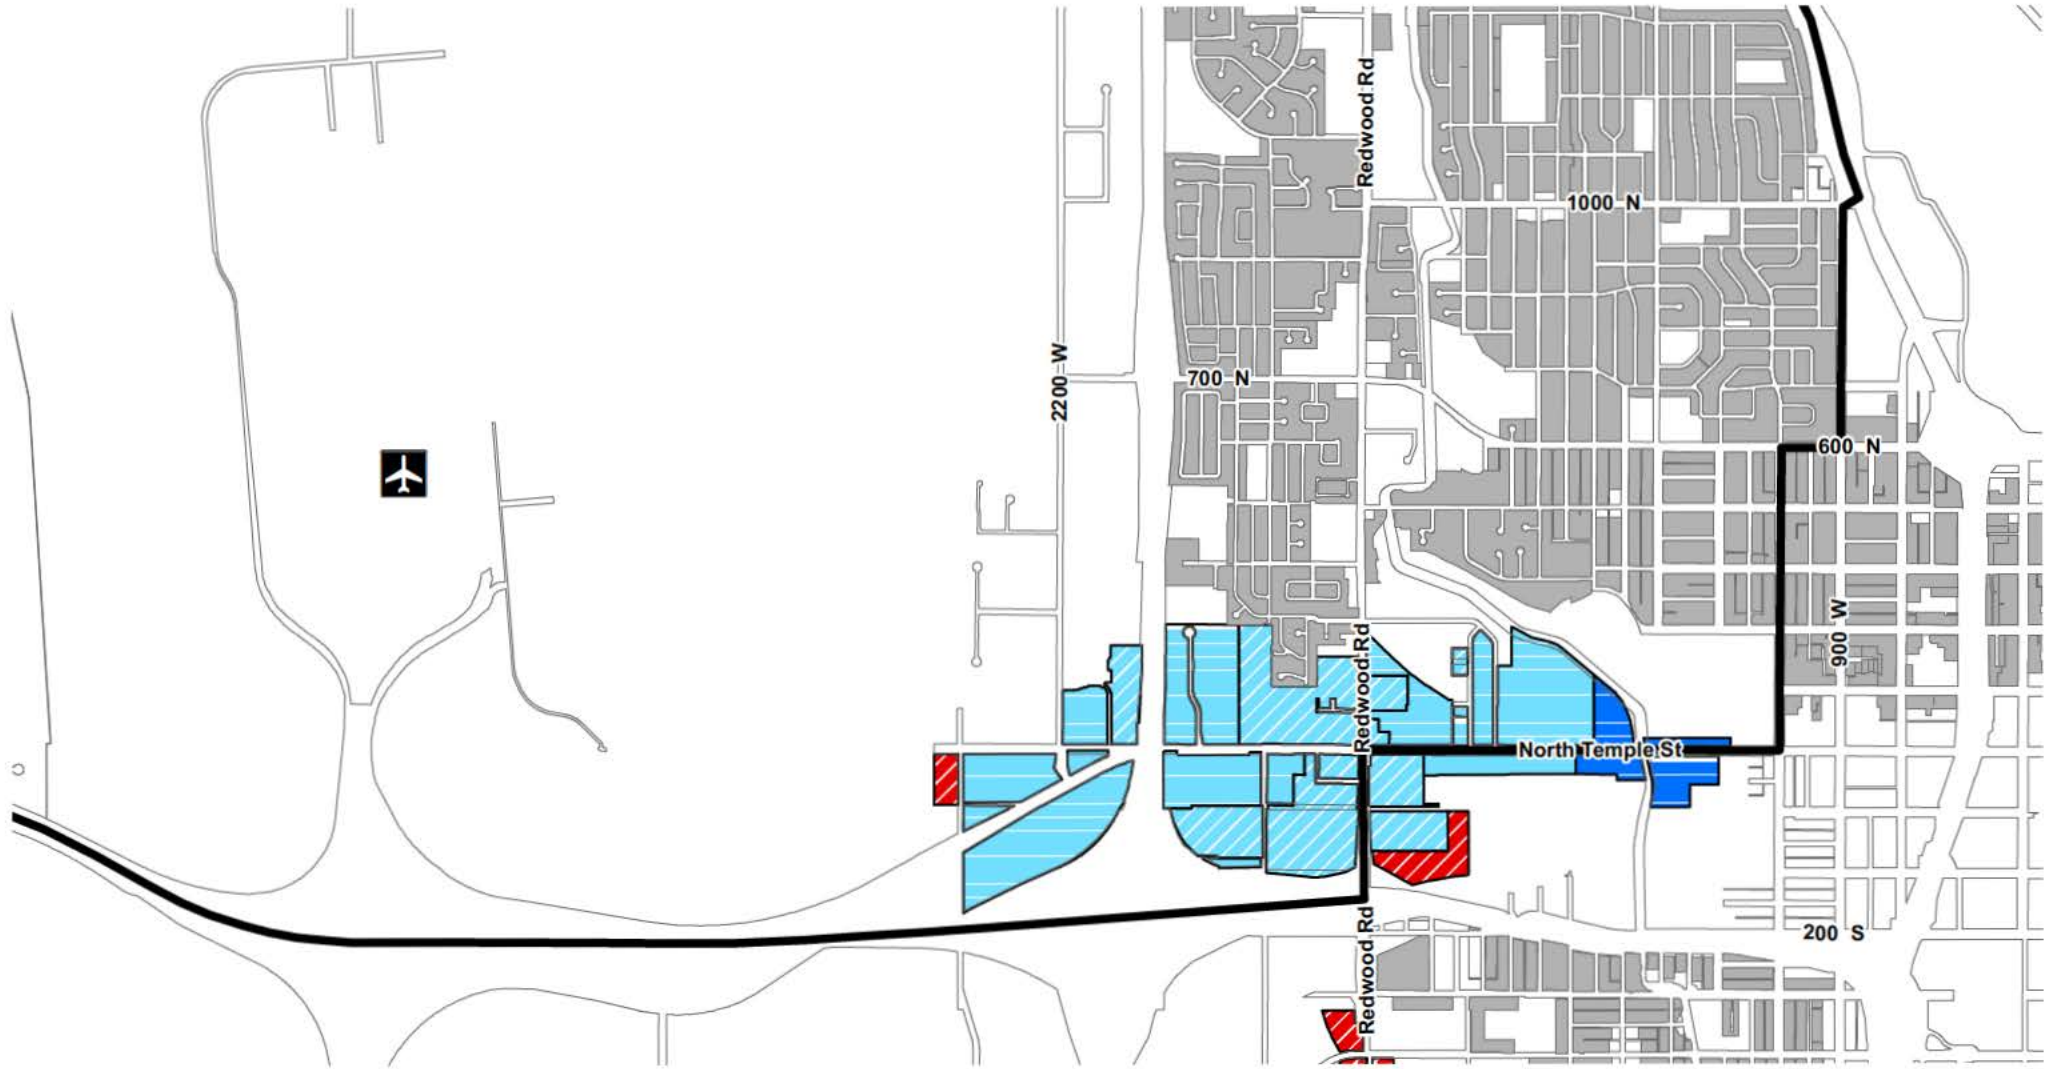 Redwood Rd
1000 N
2200 W
700 N
600 N
900 W
Redwood Rd
North Temple St
200 S
Redwood Rd